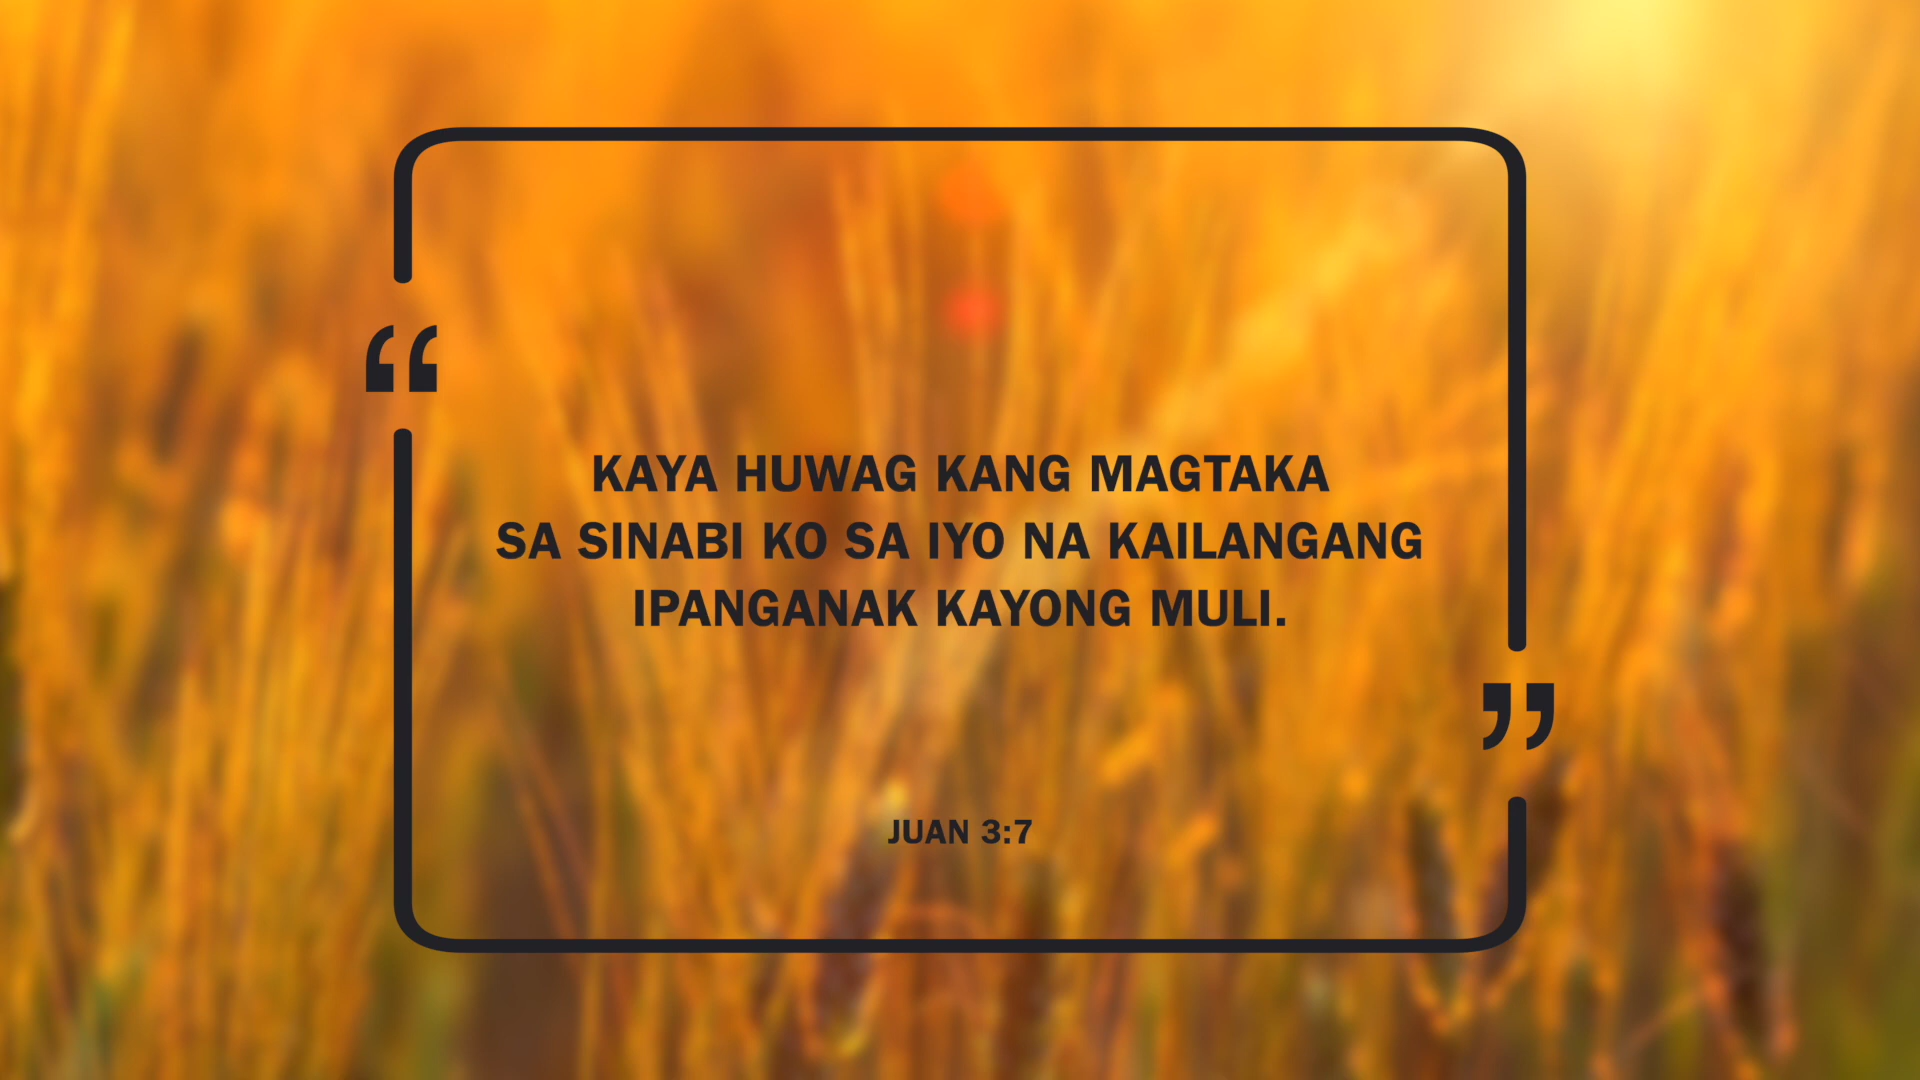 “
KAYA HUWAG KANG MAGTAKA
SA SINABI KO SA IYO NA KAILANGANG
IPANGANAK KAYONG MULI.
”
JUAN 3:7